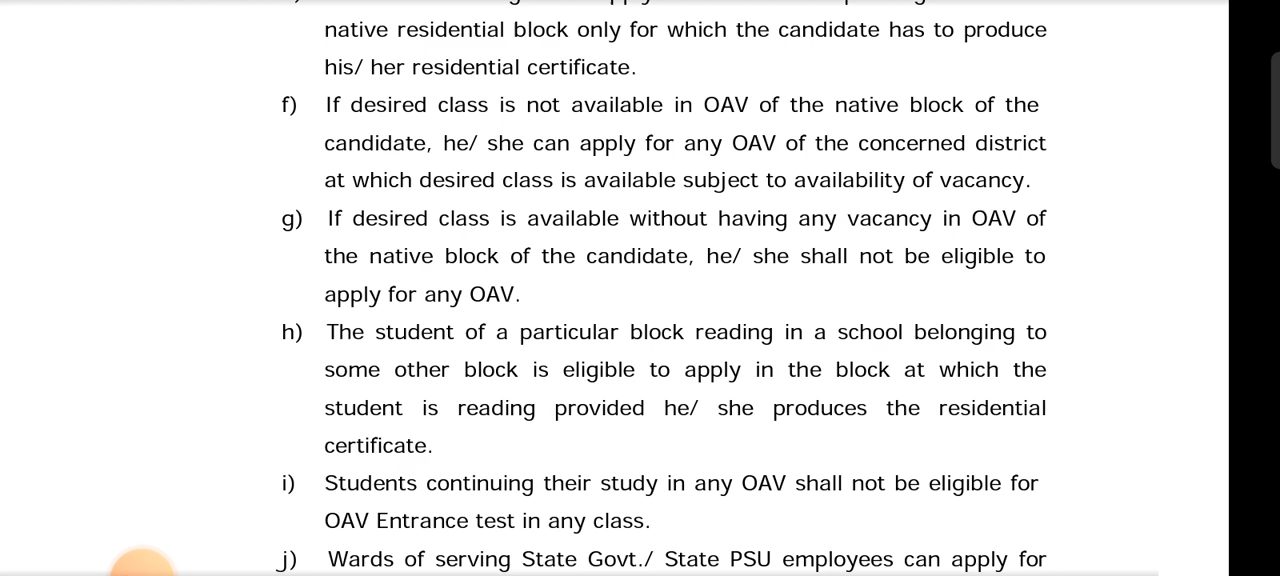 native residential block only for which the candidate has to produce
his/ her residential certificate.
f) If desired class is not available in OAV of the native block of the
candidate, he/ she can apply for any OAV of the concerned district
at which desired class is available subject to availability of vacancy.
g) If desired class is available without having any vacancy in OAV of
the native block of the candidate, he/ she shall not be eligible to
apply for any OAV.
h) The student of a particular block reading in a school belonging to
some other block is eligible to apply in the block at which the
student is reading provided he/ she produces the residential
certificate.
i) Students continuing their study in any OAV shall not be eligible for
OAV Entrance test in any class.
j) Wards of serving State Govt./ State PSU employees can apply for